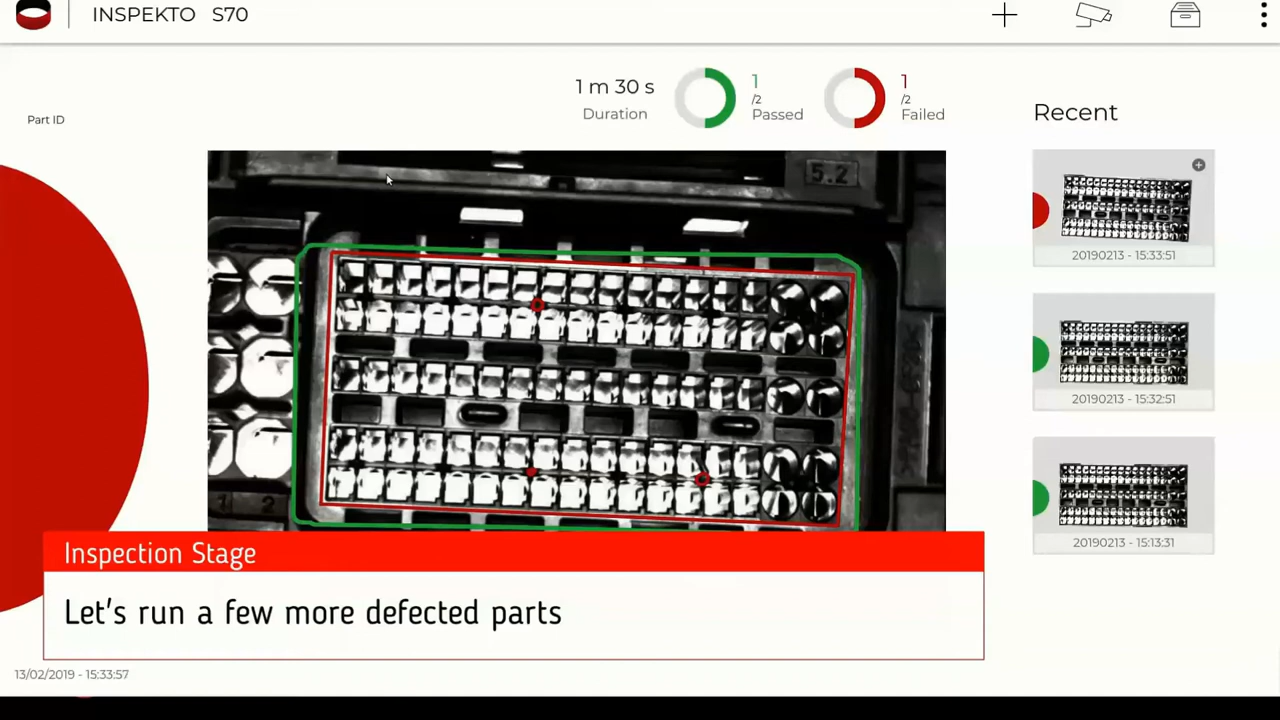 INSPEKTO S70
Part ID
1 m 30 s
Duration
1
/2
Passed
1
/2
Failed
Recent
5.2
20190213 - 15:33:51
20190213 - 15:32:51
20190213 - 15:13:31
1 2
Inspection Stage
Let's run a few more defected parts
13/02/2019 - 15:33:57